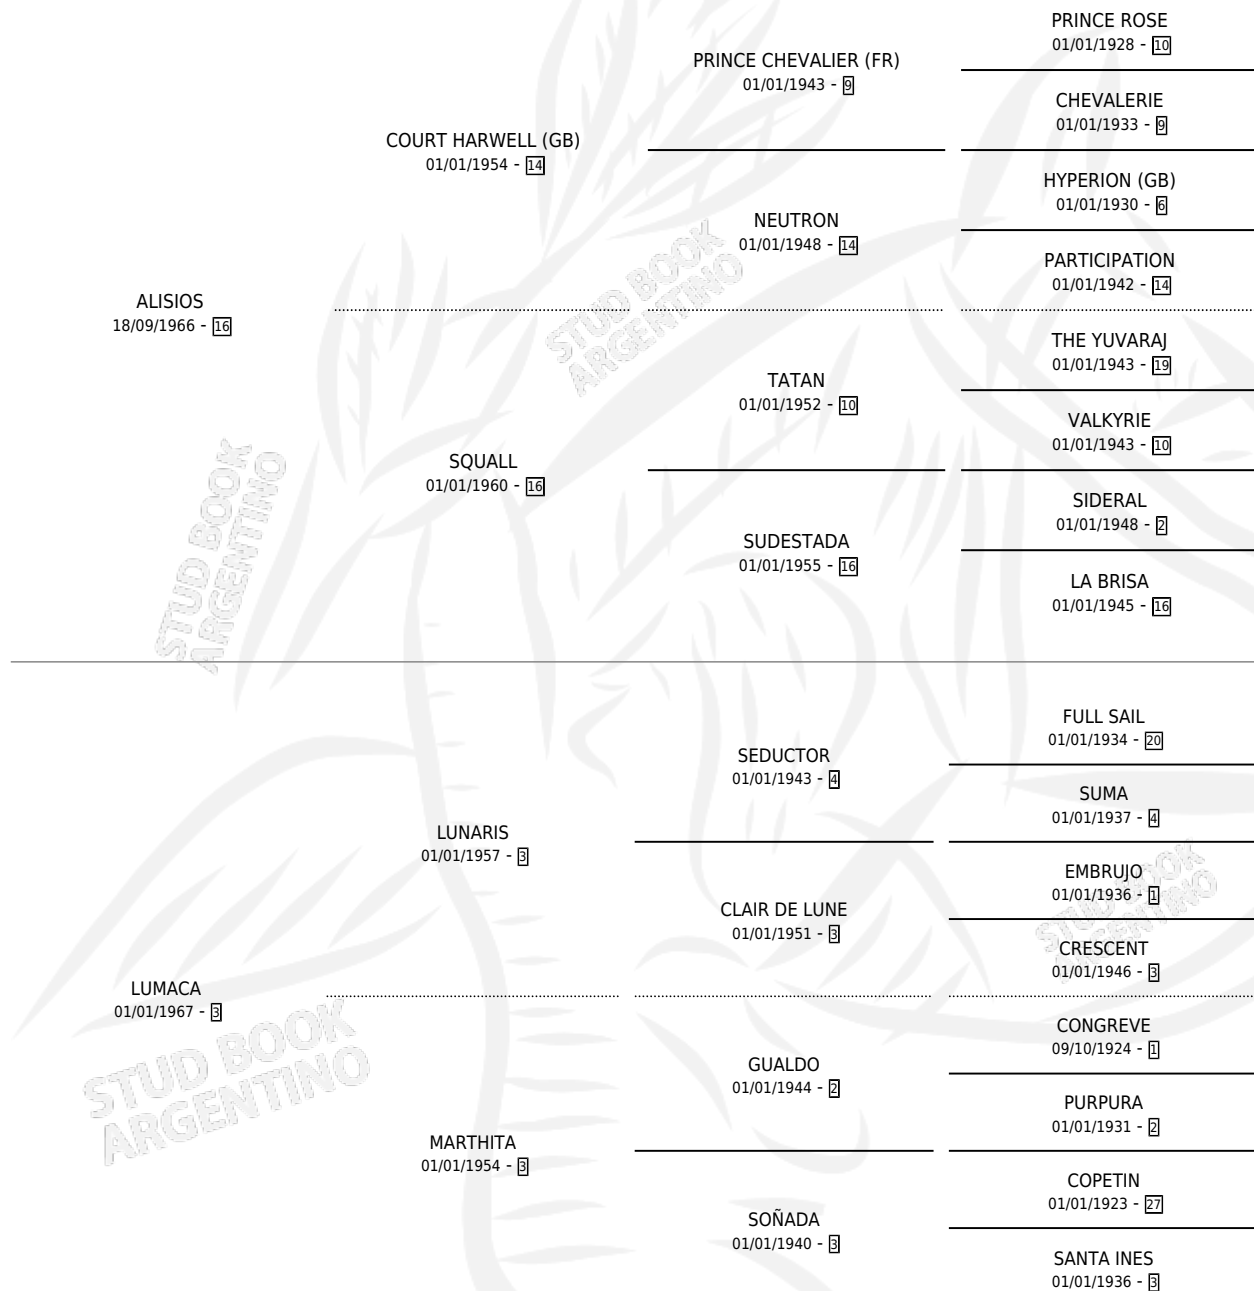 PRINCE ROSE
01/01/1928 - 10
PRINCE CHEVALIER (FR)
01/01/1943 - 9
CHEVALERIE
01/01/1933 - 9
COURT HARWELL (GB)
01/01/1954 - 14
HYPERION (GB)
01/01/1930 - 6
NEUTRON
01/01/1948 - 14
PARTICIPATION
01/01/1942 - 14
ALISIOS
18/09/1966 - 16
THE YUVARAJ
01/01/1943 - 19
TATAN
01/01/1952 - 10
VALKYRIE
01/01/1943 - 10
SQUALL
01/01/1960 - 16
SIDERAL
01/01/1948 - 2
SUDESTADA
01/01/1955 - 16
LA BRISA
01/01/1945 - 16
FULL SAIL
01/01/1934 - 20
SEDUCTOR
01/01/1943 - 4
SUMA
01/01/1937 - 4
LUNARIS
01/01/1957 - 3
EMBRUJO
01/01/1936 - 1
CLAIR DE LUNE
01/01/1951 - 3
CRESCENT
01/01/1946 - 3
LUMACA
01/01/1967 - 3
CONGREVE
09/10/1924 - 1
GUALDO
01/01/1944 - 2
PURPURA
01/01/1931 - 2
MARTHITA
01/01/1954 - 3
COPETIN
01/01/1923 - 27
SOÑADA
01/01/1940 - 3
SANTA INES
01/01/1936 - 3
STUD BOOK
ARGENTINO
STUD BOOK
ARGENTINO
STUD BOOK
ARGENTINO
STUD BOOK
ARGENTINO